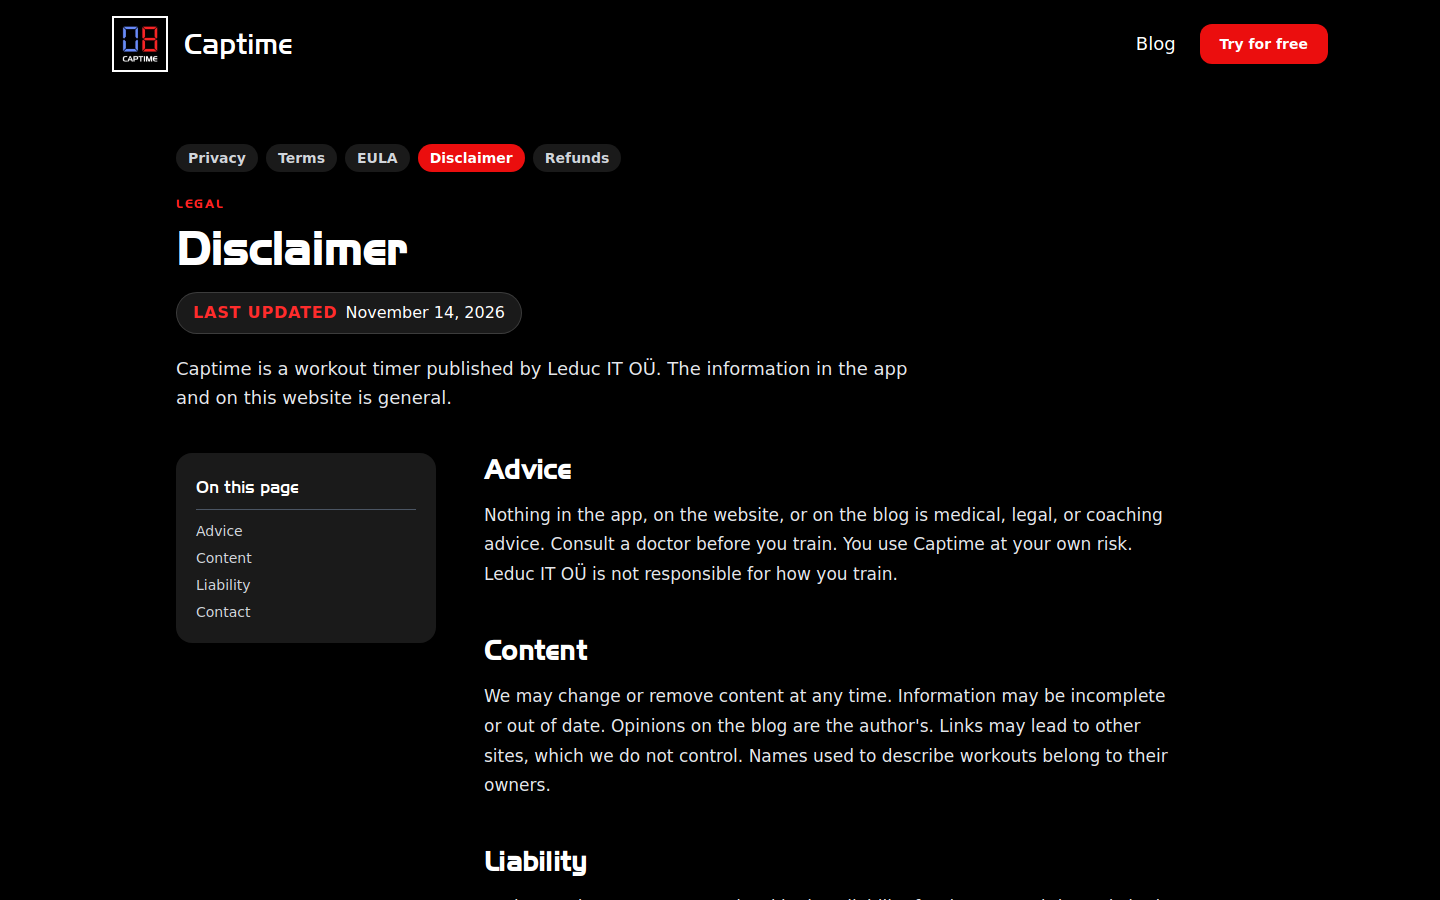 08
CAPTIME
Captime
Blog
Try for free
Privacy
Terms
EULA
Disclaimer
Refunds
LEGAL
Disclaimer
LAST UPDATED November 14, 2026
Captime is a workout timer published by Leduc IT OÜ. The information in the app
and on this website is general.
On this page
Advice
Content
Liability
Contact
Advice
Nothing in the app, on the website, or on the blog is medical, legal, or coaching
advice. Consult a doctor before you train. You use Captime at your own risk.
Leduc IT OÜ is not responsible for how you train.
Content
We may change or remove content at any time. Information may be incomplete
or out of date. Opinions on the blog are the author's. Links may lead to other
sites, which we do not control. Names used to describe workouts belong to their
owners.
Liability